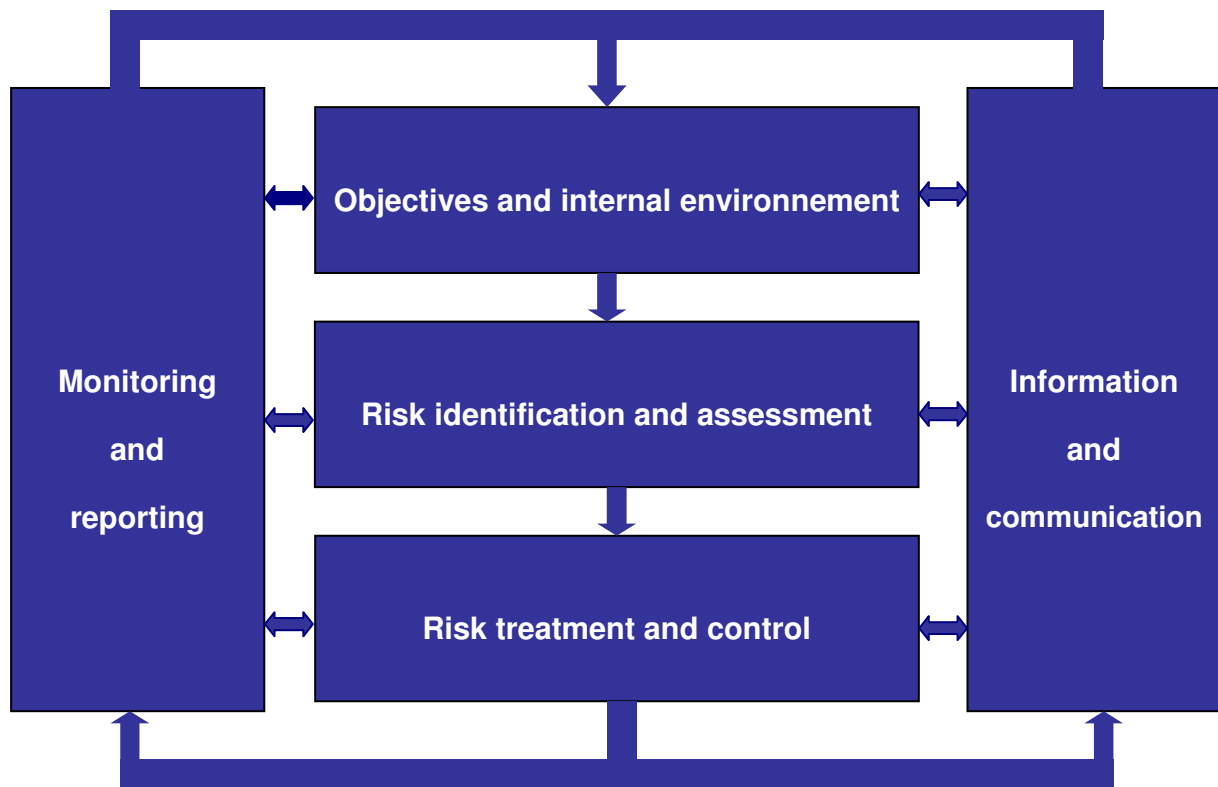 Objectives and internal environnement
Monitoring
and
reporting
Risk identification and assessment
Information
and
communication
Risk treatment and control